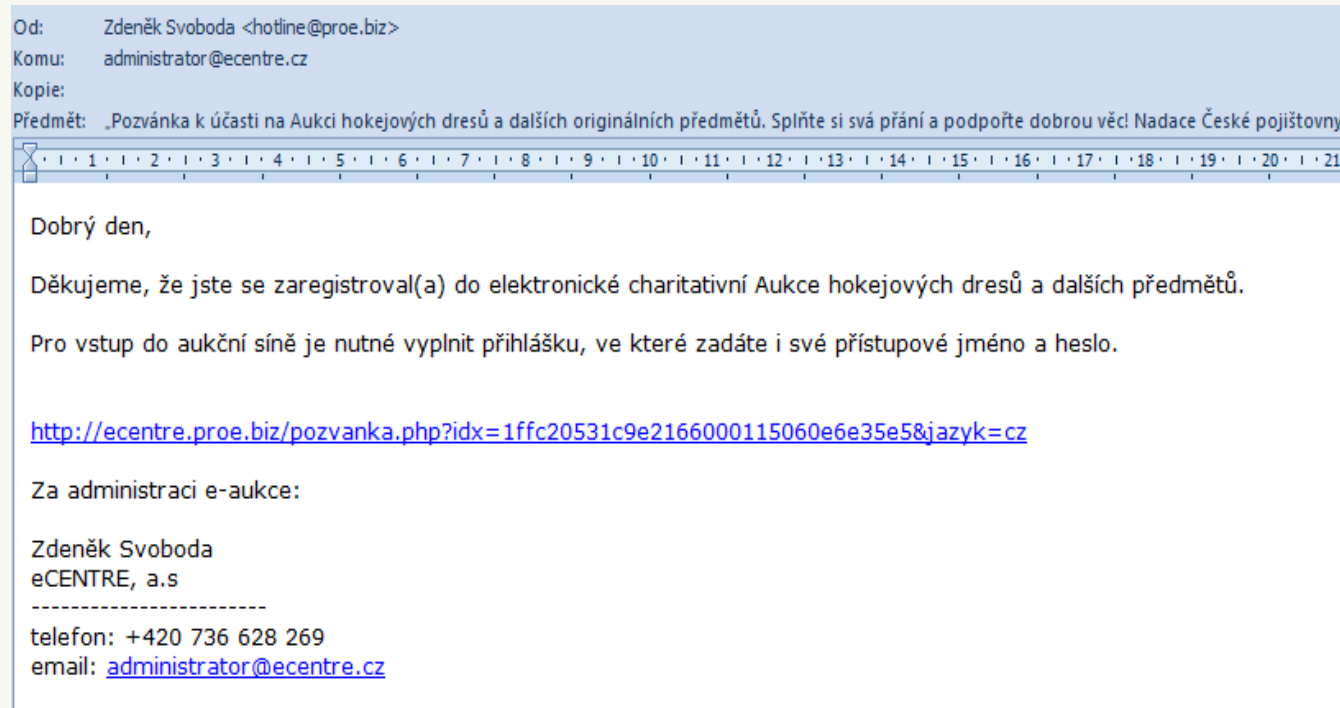 Od: Zdeněk Svoboda <hotline@proe.biz>
Komu: administrator@ecentre.cz
Kopie:
Předmět: „Pozvánka k účasti na Aukci hokejových dresů a dalších originálních předmětů. Splňte si svá přání a podpořte dobrou věc! Nadace České pojišťovny
1 2 3 4 5 6 7 8 9 10 11 12 13 14 15 16 17 18 19 20 21
Dobrý den,
Děkujeme, že jste se zaregistroval(a) do elektronické charitativní Aukce hokejových dresů a dalších předmětů.
Pro vstup do aukční síně je nutné vyplnit přihlášku, ve které zadáte i své přístupové jméno a heslo.
http://ecentre.proe.biz/pozvanka.php?idx=1ffc20531c9e2166000115060e6e35e5&jazyk=cz
Za administraci e-aukce:
Zdeněk Svoboda
eCENTRE, a.s
------------------------
telefon: +420 736 628 269
email: administrator@ecentre.cz